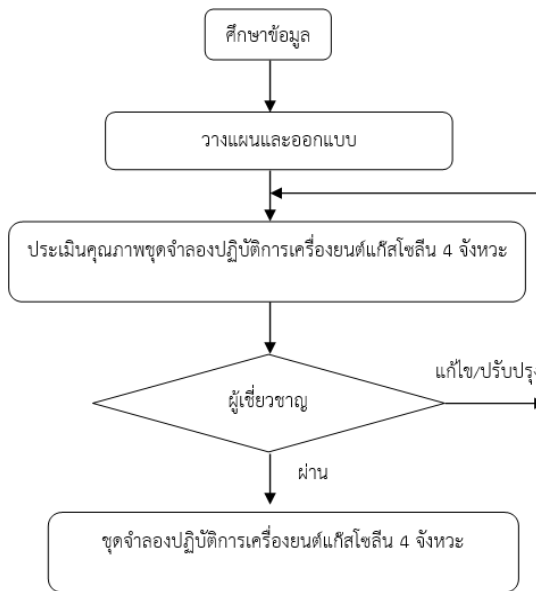 ศึกษาข้อมูล
วางแผนและออกแบบ
ประเมินคุณภาพชุดจำลองปฏิบัติการเครื่องยนต์แก๊สโซลีน 4 จังหวะ
แก้ไข/ปรับปรุง
ผู้เชี่ยวชาญ
ผ่าน
ชุดจำลองปฏิบัติการเครื่องยนต์แก๊สโซลีน 4 จังหวะ